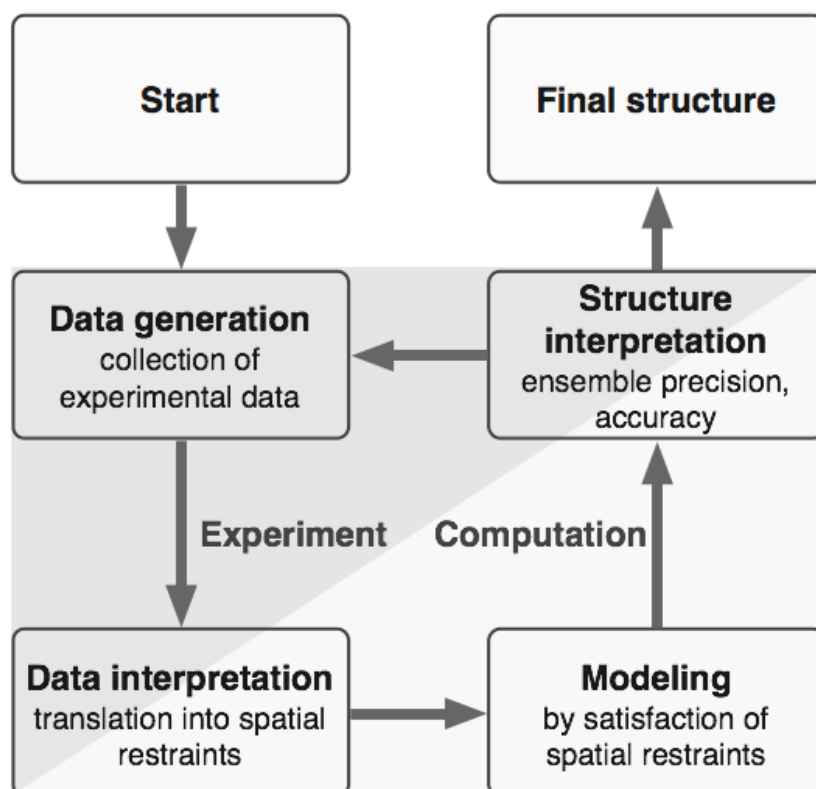 Start
Final structure
Data generation
collection of
experimental data
Structure
interpretation
ensemble precision,
accuracy
Experiment
Computation
Data interpretation
translation into spatial
restraints
Modeling
by satisfaction of
spatial restraints